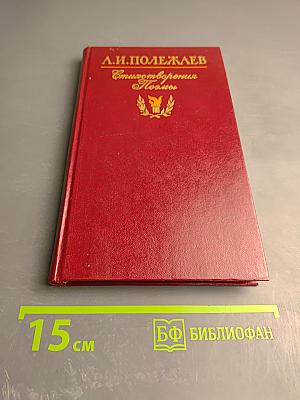 А.И.ПОЛЕЖАЕВ
Стихотворения
Поэмы
15 см
БФ БИБЛИОФАН